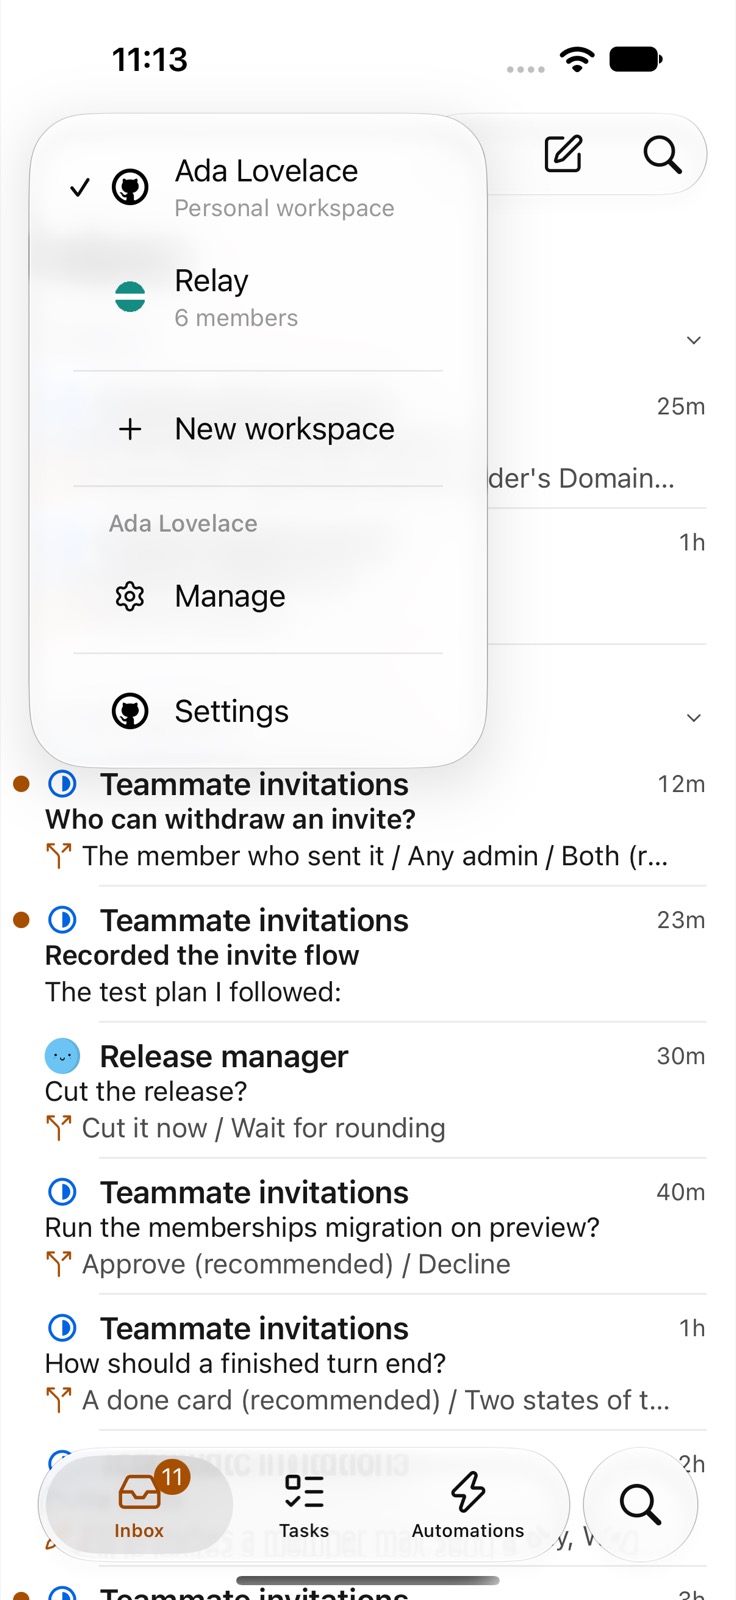 11:13
Ada Lovelace
Personal workspace
Relay
6 members
New workspace
Ada Lovelace
Manage
Settings
25m
der's Domain...
1h
Teammate invitations
12m
Who can withdraw an invite?
The member who sent it / Any admin / Both (r...
Teammate invitations
23m
Recorded the invite flow
The test plan I followed:
Release manager
30m
Cut the release?
Cut it now / Wait for rounding
Teammate invitations
40m
Run the memberships migration on preview?
Approve (recommended) / Decline
Teammate invitations
1h
How should a finished turn end?
A done card (recommended) / Two states of t...
2h
11
Inbox
Tasks
Automations
Teammate invitations
3h